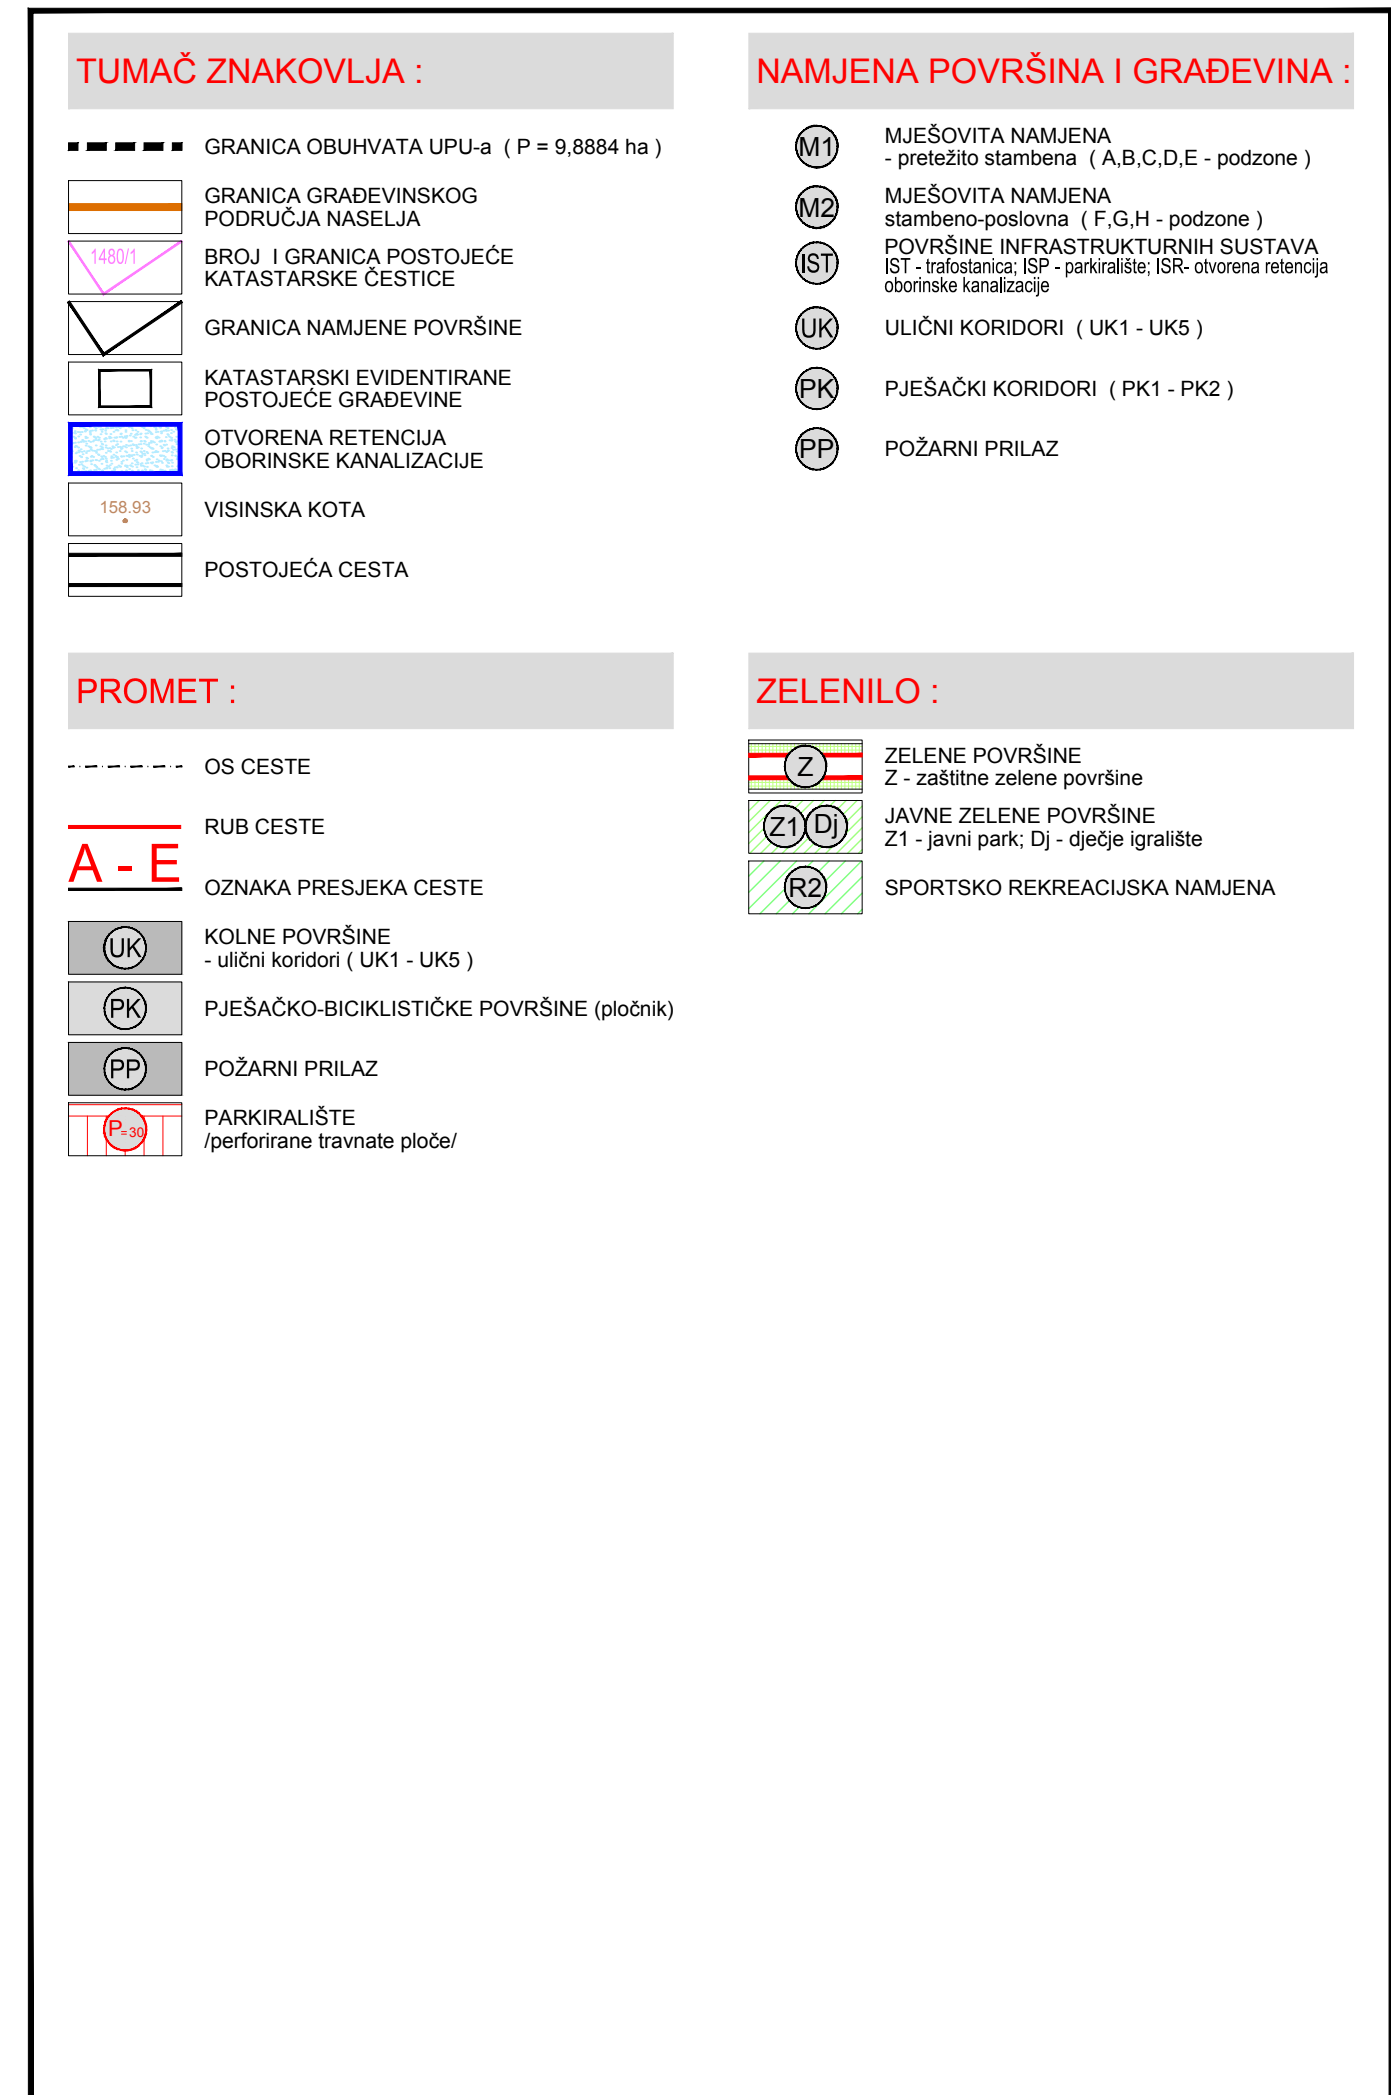 TUMAČ ZNAKOVLJA :
GRANICA OBUHVATA UPU-a ( P = 9,8884 ha )
GRANICA GRAĐEVINSKOG
PODRUČJA NASELJA
1480/1
BROJ I GRANICA POSTOJEĆE
KATASTARSKE ČESTICE
GRANICA NAMJENE POVRŠINE
KATASTARSKI EVIDENTIRANE
POSTOJEĆE GRAĐEVINE
OTVORENA RETENCIJA
OBORINSKE KANALIZACIJE
158.93
VISINSKA KOTA
POSTOJEĆA CESTA
NAMJENA POVRŠINA I GRAĐEVINA :
M1
MJEŠOVITA NAMJENA
- pretežito stambena ( A,B,C,D,E - podzone )
M2
MJEŠOVITA NAMJENA
stambeno-poslovna ( F,G,H - podzone )
IST
POVRŠINE INFRASTRUKTURNIH SUSTAVA
IST - trafostanica; ISP - parkiralište; ISR- otvorena retencija
oborinske kanalizacije
UK
ULIČNI KORIDORI ( UK1 - UK5 )
PK
PJEŠAČKI KORIDORI ( PK1 - PK2 )
PP
POŽARNI PRILAZ
PROMET :
OS CESTE
RUB CESTE
A - E
OZNAKA PRESJEKA CESTE
UK
KOLNE POVRŠINE
- ulični koridori ( UK1 - UK5 )
PK
PJEŠAČKO-BICIKLISTIČKE POVRŠINE (pločnik)
PP
POŽARNI PRILAZ
P=30
PARKIRALIŠTE
/perforirane travnate ploče/
ZELENILO :
Z
ZELENE POVRŠINE
Z - zaštitne zelene površine
Z1 Dj
JAVNE ZELENE POVRŠINE
Z1 - javni park; Dj - dječje igralište
R2
SPORTSKO REKREACIJSKA NAMJENA